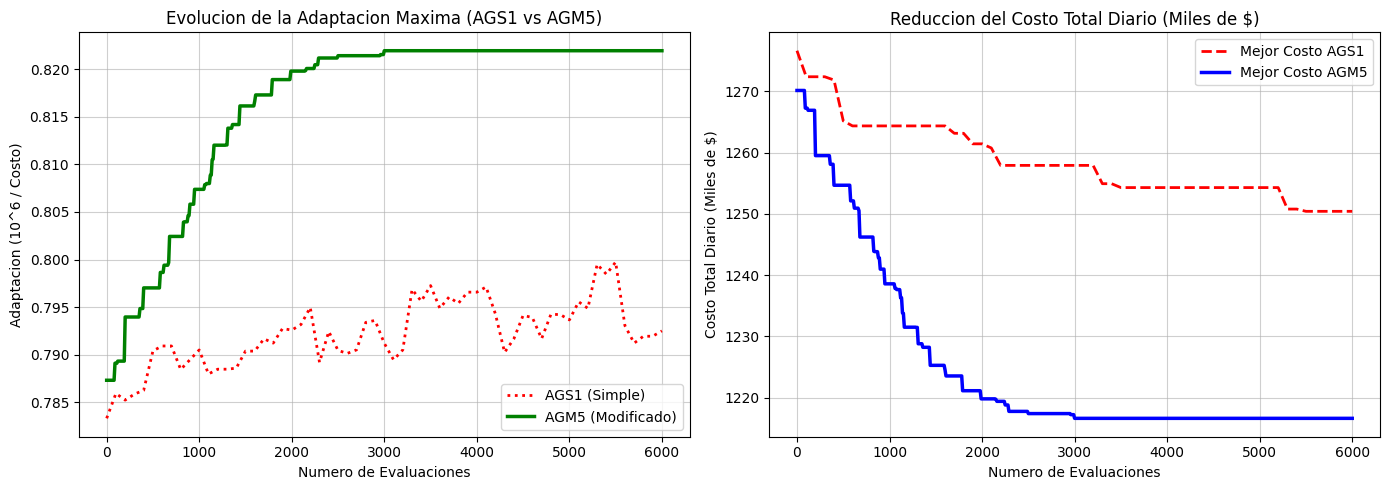 Evolucion de la Adaptacion Maxima (AGS1 vs AGM5)
Adaptacion (10^6 / Costo)
0.820
0.815
0.810
0.805
0.800
0.795
0.790
0.785
AGS1 (Simple)
AGM5 (Modificado)
0 1000 2000 3000 4000 5000 6000
Numero de Evaluaciones
Reduccion del Costo Total Diario (Miles de $)
Costo Total Diario (Miles de $)
Mejor Costo AGS1
Mejor Costo AGM5
1270
1260
1250
1240
1230
1220
0 1000 2000 3000 4000 5000 6000
Numero de Evaluaciones